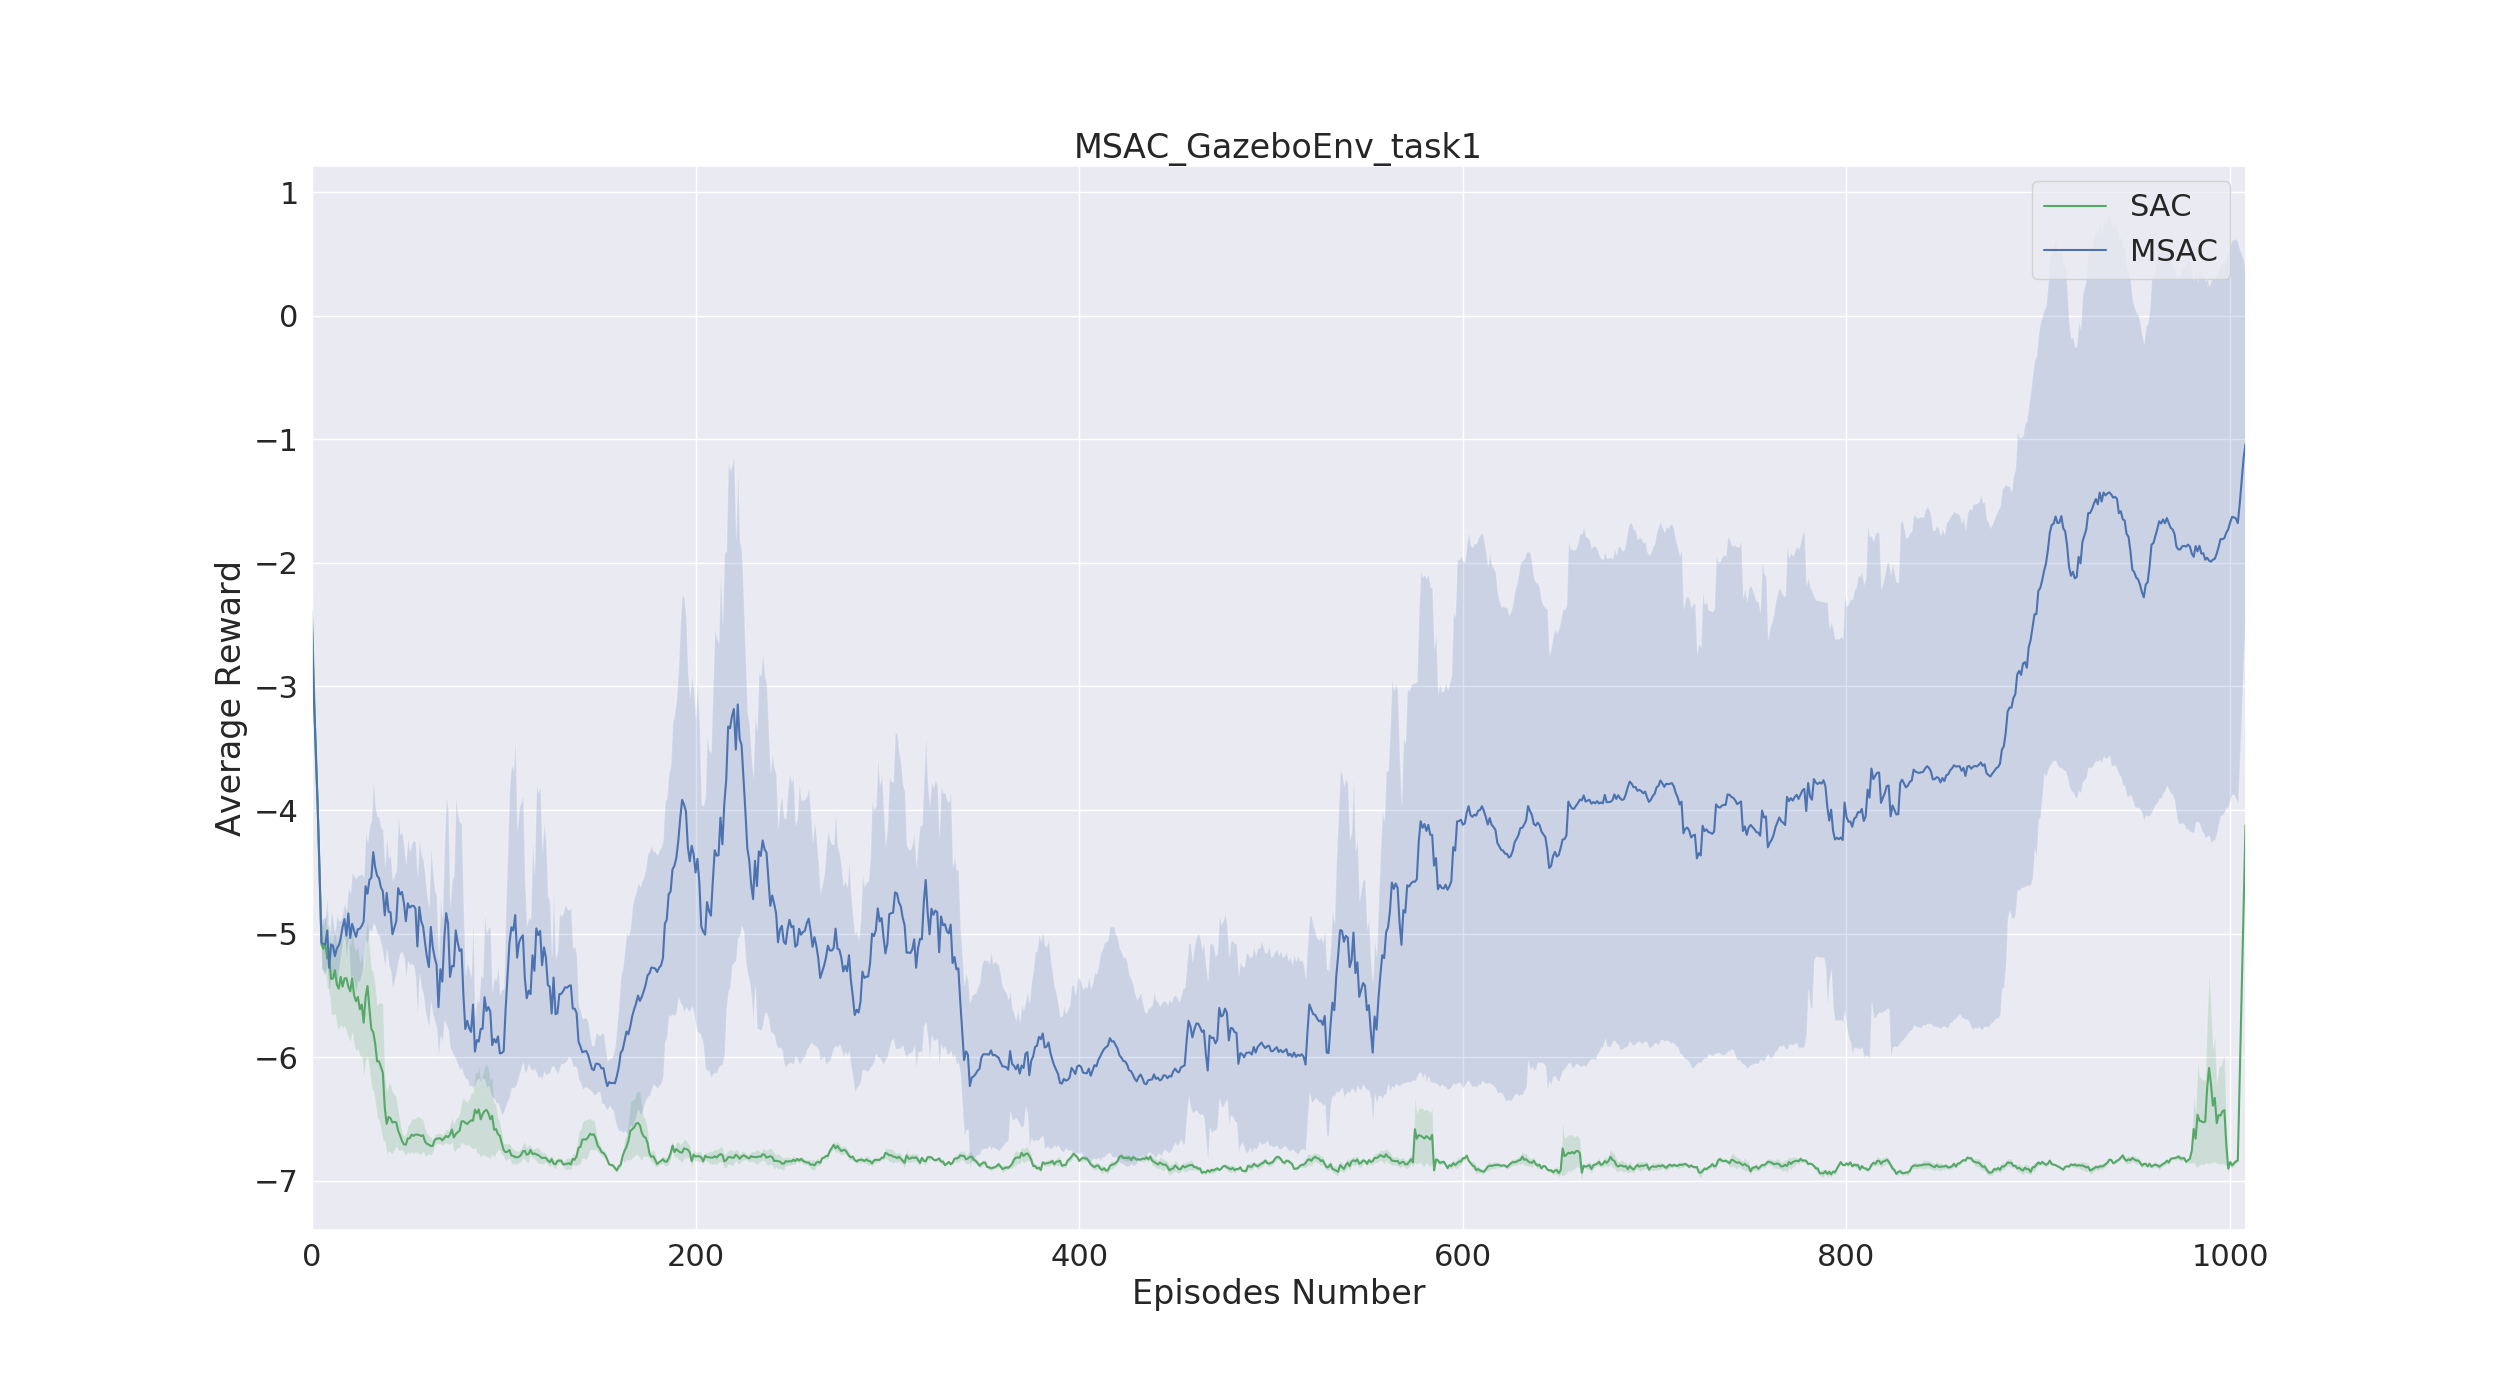 MSAC_GazeboEnv_task1
SAC
MSAC
1
0
−1
−2
−3
−4
−5
−6
−7
Average Reward
0 200 400 600 800 1000
Episodes Number